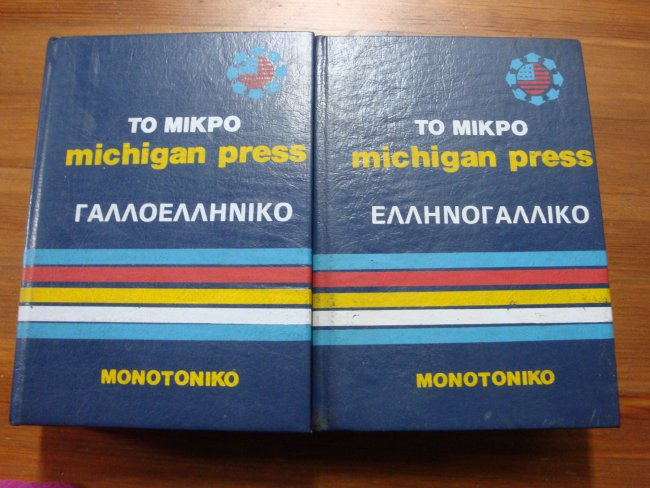 ΤΟ ΜΙΚΡΟ
michigan press
ΓΑΛΛΟΕΛΛΗΝΙΚΟ
ΜΟΝΟΤΟΝΙΚΟ
ΤΟ ΜΙΚΡΟ
michigan press
ΕΛΛΗΝΟΓΑΛΛΙΚΟ
ΜΟΝΟΤΟΝΙΚΟ